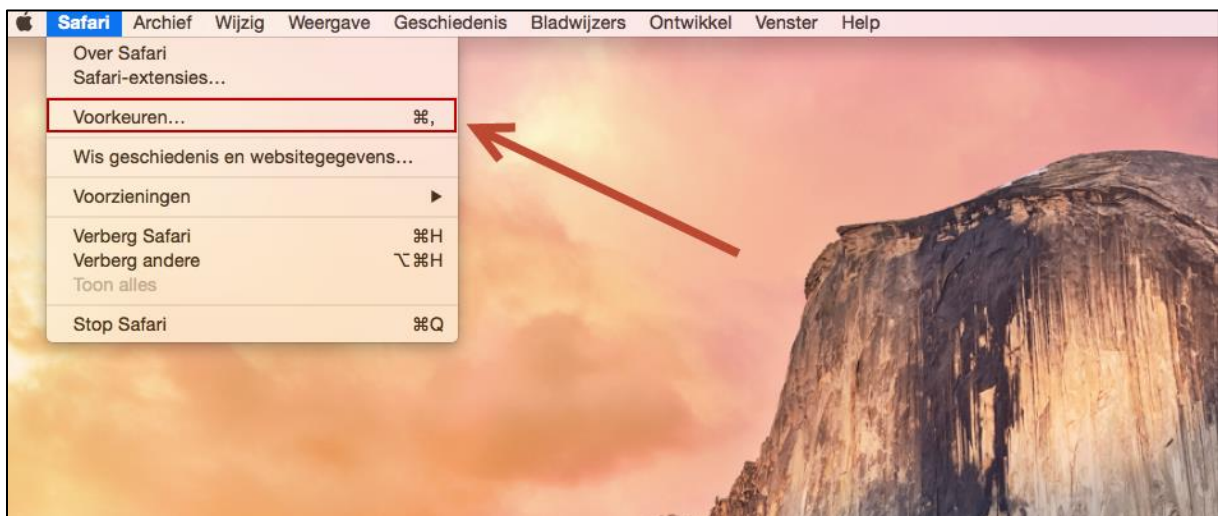 Safari Archief Wijzig Weergave Geschiedenis Bladwijzers Ontwikkel Venster Help
Over Safari
Safari-extensies...
Voorkeuren... ⌘,
Wis geschiedenis en websitegegevens...
Voorzieningen ▶
Verberg Safari ⌘H
Verberg andere ⌥⌘H
Toon alles
Stop Safari ⌘Q